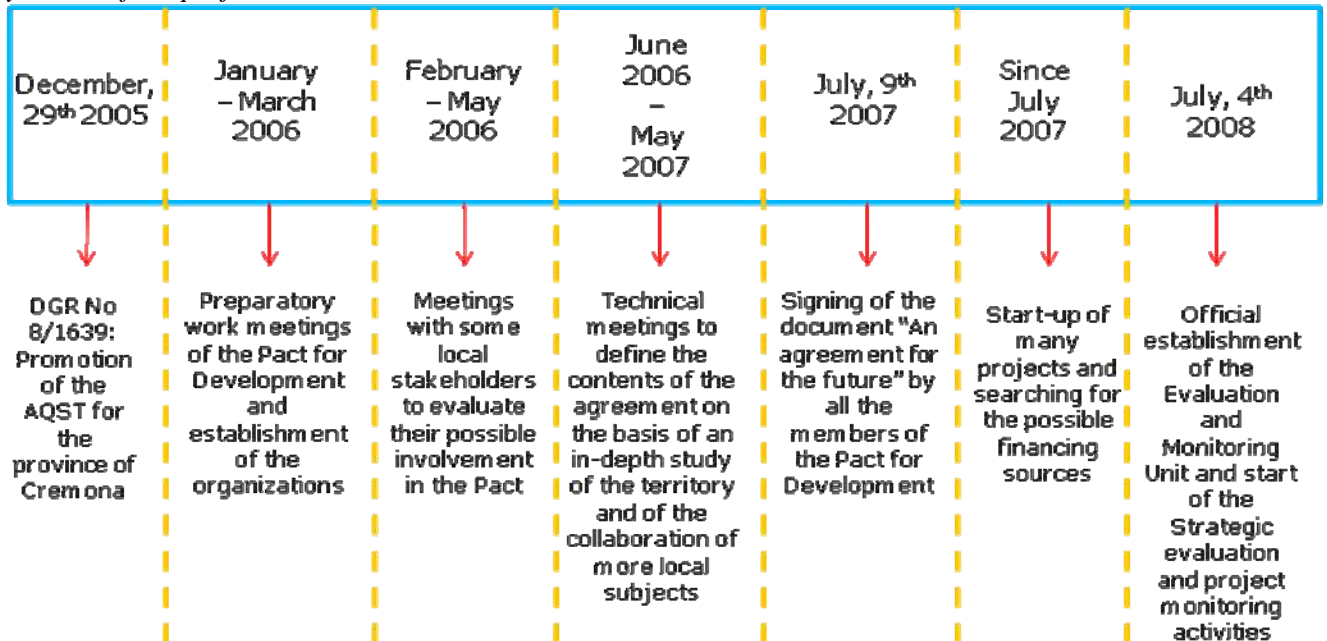 December,
29th 2005
January
– March
2006
February
– May
2006
June
2006
–
May
2007
July, 9th
2007
Since
July
2007
July, 4th
2008
DGR No
8/1639:
Promotion
of the
AQST for
the
province of
Cremona
Preparatory
work meetings
of the Pact for
Development
and
establishment
of the
organizations
Meetings
with some
local
stakeholders
to evaluate
their possible
involvement
in the Pact
Technical
meetings to
define the
contents of the
agreement on
the basis of an
in-depth study
of the territory
and of the
collaboration of
more local
subjects
Signing of the
document "An
agreement for
the future" by
all the
members of
the Pact for
Development
Start-up of
many
projects and
searching for
the possible
financing
sources
Official
establishment
of the
Evaluation
and
Monitoring
Unit and start
of the
Strategic
evaluation
and project
monitoring
activities